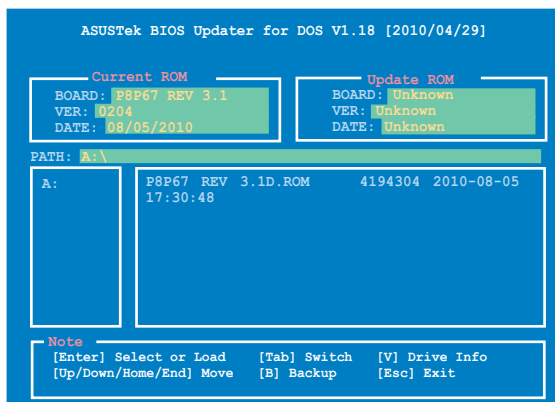 ASUSTek BIOS Updater for DOS V1.18 [2010/04/29]
Current ROM
BOARD: P8P67 REV 3.1
VER: 0204
DATE: 08/05/2010
Update ROM
BOARD: Unknown
VER: Unknown
DATE: Unknown
PATH: A:\
A:
P8P67 REV 3.1D.ROM 4194304 2010-08-05
17:30:48
Note
[Enter] Select or Load [Tab] Switch [V] Drive Info
[Up/Down/Home/End] Move [B] Backup [Esc] Exit